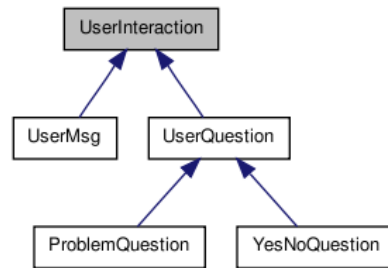 UserInteraction
UserMsg
UserQuestion
ProblemQuestion
YesNoQuestion